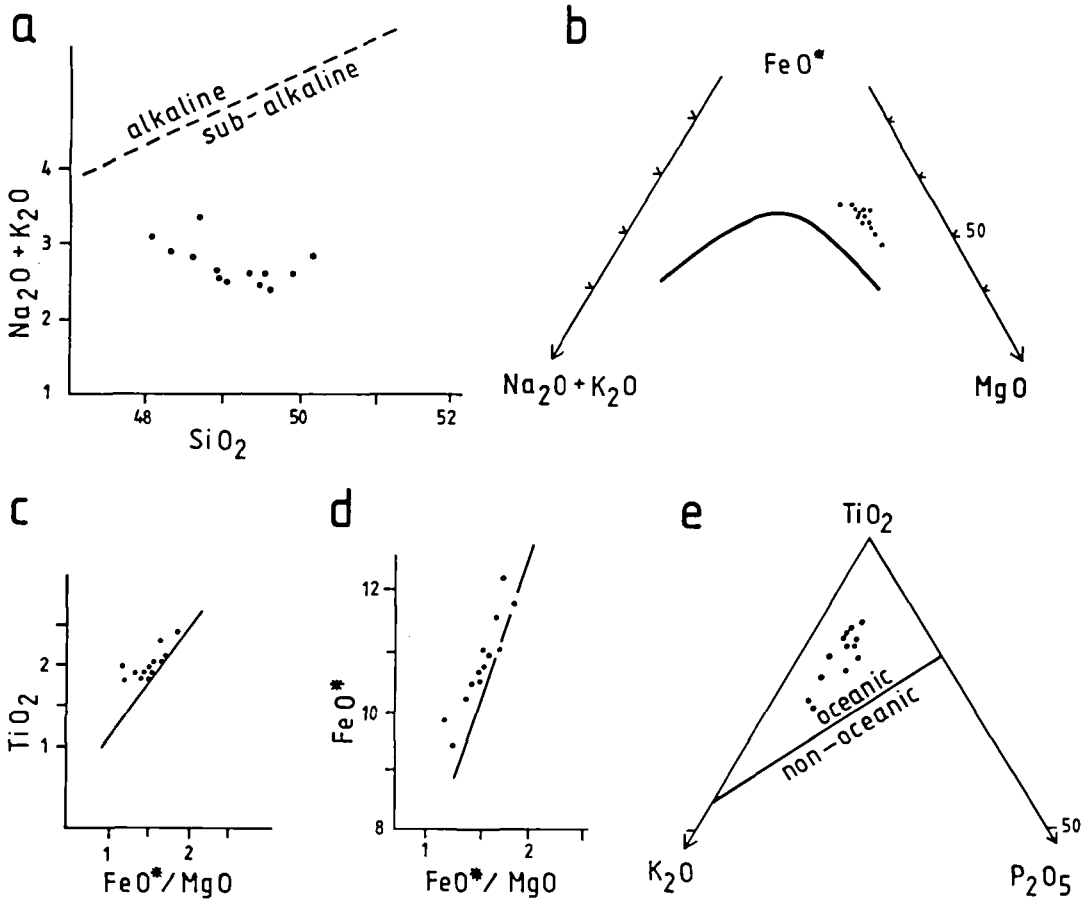 a
alkaline
sub-alkaline
4
3
2
1
Na₂O + K₂O
48
50
52
SiO₂
b
FeO*
50
Na₂O + K₂O
MgO
c
2
1
TiO₂
1
2
FeO*/MgO
d
12
10
8
FeO*
1
2
FeO*/MgO
e
TiO₂
oceanic
non-oceanic
50
K₂O
P₂O₅